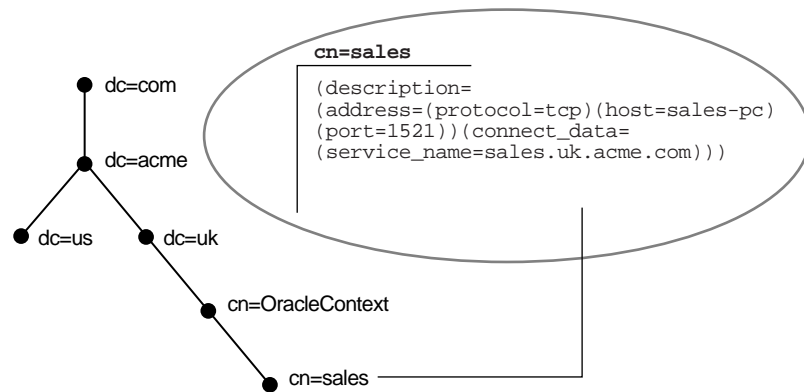 cn=sales
(description=
(address=(protocol=tcp)(host=sales-pc)
(port=1521))(connect_data=
(service_name=sales.uk.acme.com)))
dc=com
dc=acme
dc=us
dc=uk
cn=OracleContext
cn=sales